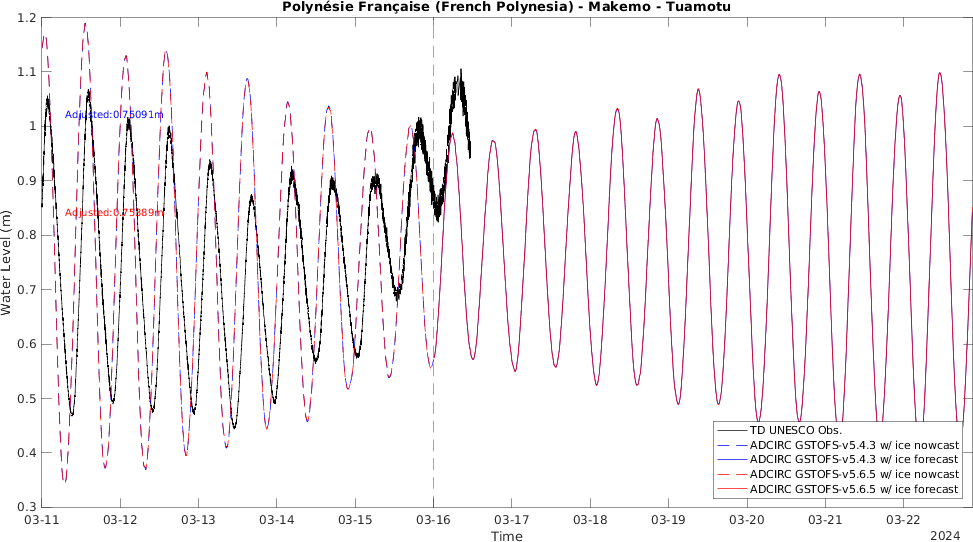 Polynésie Française (French Polynesia) - Makemo - Tuamotu
1.2
1.1
1
0.9
0.8
0.7
0.6
0.5
0.4
0.3
Water Level (m)
Adjusted:0.75091m
Adjusted:0.75389m
TD UNESCO Obs.
ADCIRC GSTOFS-v5.4.3 w/ ice nowcast
ADCIRC GSTOFS-v5.4.3 w/ ice forecast
ADCIRC GSTOFS-v5.6.5 w/ ice nowcast
ADCIRC GSTOFS-v5.6.5 w/ ice forecast
03-11 03-12 03-13 03-14 03-15 03-16 03-17 03-18 03-19 03-20 03-21 03-22
Time
2024